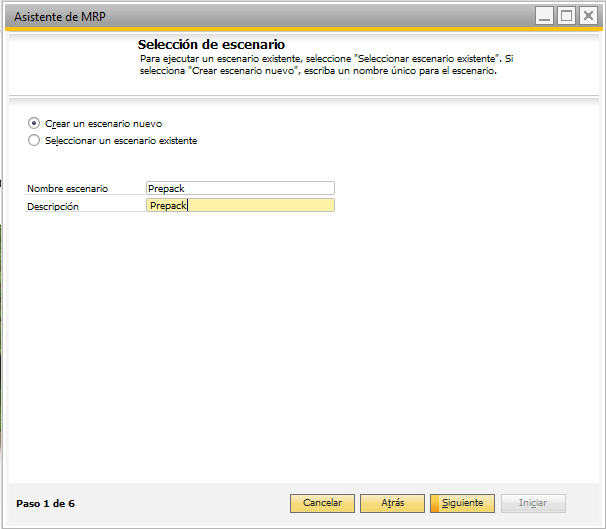 Asistente de MRP
Selección de escenario
Para ejecutar un escenario existente, seleccione "Seleccionar escenario existente". Si
selecciona "Crear escenario nuevo", escriba un nombre único para el escenario.
Crear un escenario nuevo
Seleccionar un escenario existente
Nombre escenario Prepack
Descripción Prepack
Paso 1 de 6 Cancelar Atrás Siguiente Iniciar